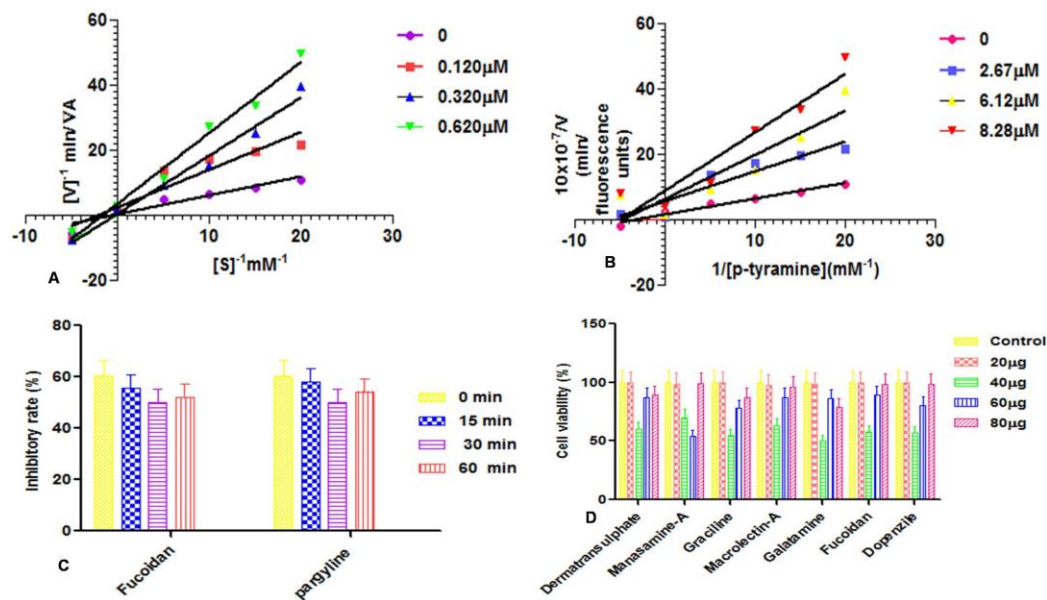 60
40
20
-20
-10
10
20
30
[V]⁻¹ min/ΔA
[S]⁻¹mM⁻¹
0
0.120µM
0.320µM
0.620µM
A
60
40
20
-20
-10
10
20
30
10x10⁻⁷/V
(min/
fluorescence
units)
1/[p-tyramine](mM⁻¹)
0
2.67µM
6.12µM
8.28µM
B
80
60
40
20
0
Inhibitory rate (%)
Fucoidan
pargyline
0 min
15 min
30 min
60 min
C
150
100
50
0
Cell viability (%)
Dermatransulphate
Manasamine-A
Graciline
Macrolectin-A
Galatamine
Fucoidan
Dopenzile
Control
20µg
40µg
60µg
80µg
D